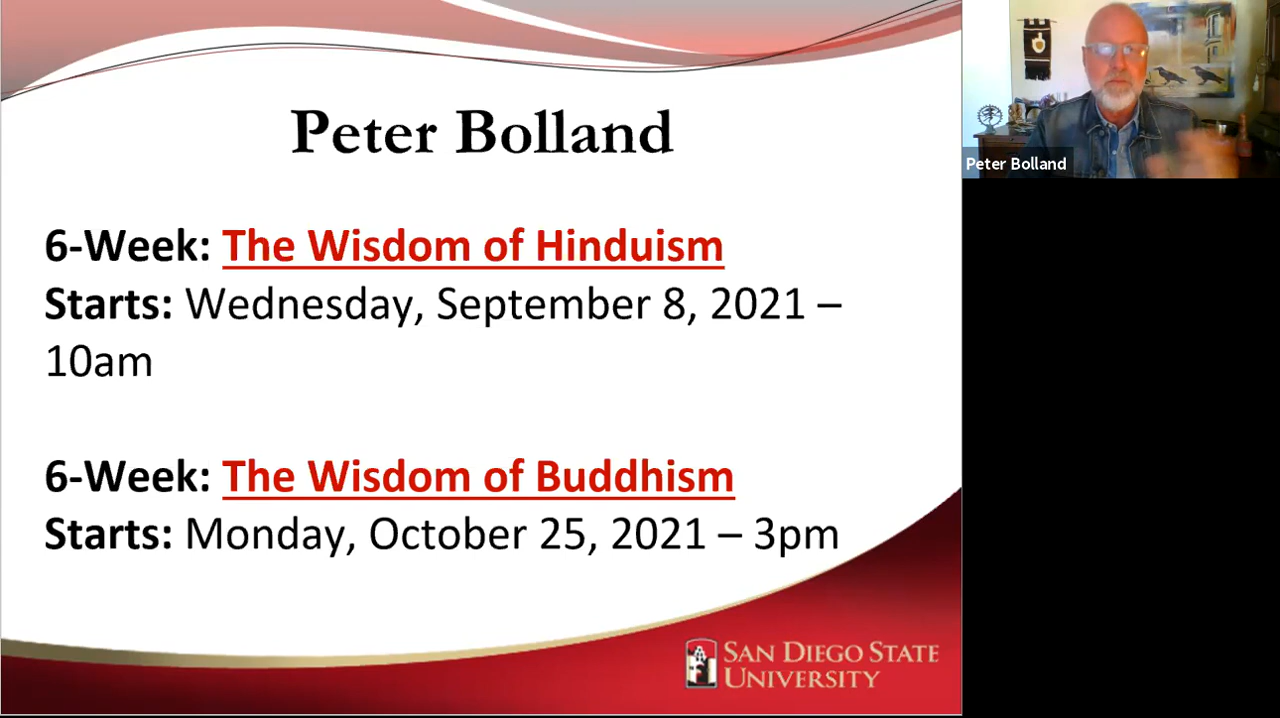 Peter Bolland
6-Week: The Wisdom of Hinduism
Starts: Wednesday, September 8, 2021 –
10am
6-Week: The Wisdom of Buddhism
Starts: Monday, October 25, 2021 – 3pm
SAN DIEGO STATE
UNIVERSITY
Peter Bolland